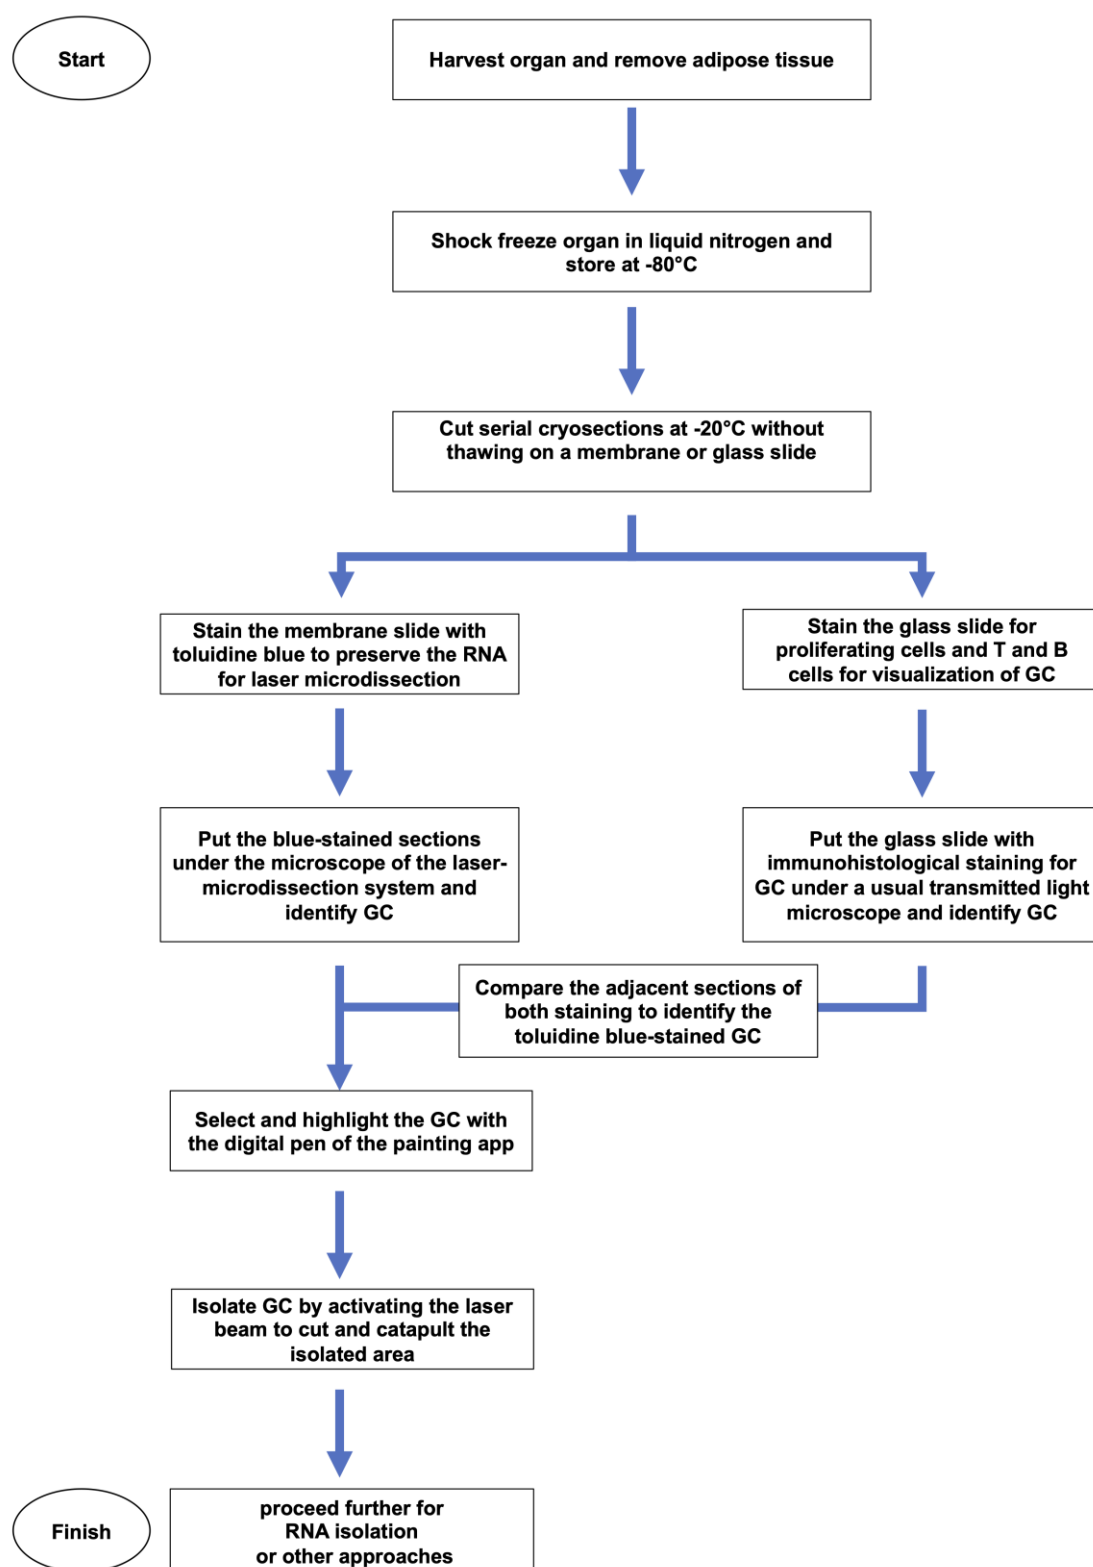 Start
Harvest organ and remove adipose tissue
Shock freeze organ in liquid nitrogen and
store at -80°C
Cut serial cryosections at -20°C without
thawing on a membrane or glass slide
Stain the membrane slide with
toluidine blue to preserve the RNA
for laser microdissection
Stain the glass slide for
proliferating cells and T and B
cells for visualization of GC
Put the blue-stained sections
under the microscope of the laser-
microdissection system and
identify GC
Put the glass slide with
immunohistological staining for
GC under a usual transmitted light
microscope and identify GC
Compare the adjacent sections of
both staining to identify the
toluidine blue-stained GC
Select and highlight the GC with
the digital pen of the painting app
Isolate GC by activating the laser
beam to cut and catapult the
isolated area
Finish
proceed further for
RNA isolation
or other approaches